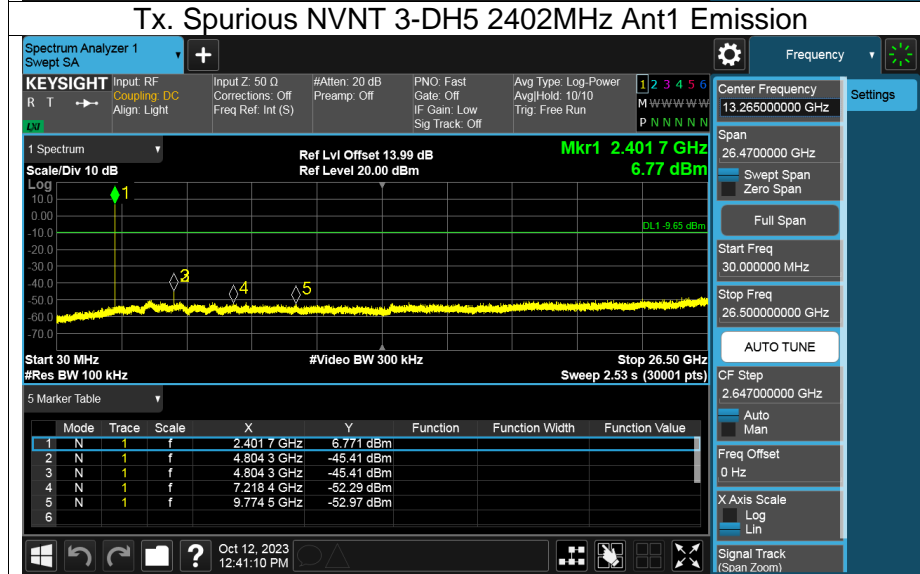 Tx. Spurious NVNT 3-DH5 2402MHz Ant1 Emission
Spectrum Analyzer 1
Swept SA
+
Frequency
KEYSIGHT
R T
LXI
Input: RF
Coupling: DC
Align: Light
Input Z: 50 Ω
Corrections: Off
Freq Ref: Int (S)
#Atten: 20 dB
Preamp: Off
PNO: Fast
Gate: Off
IF Gain: Low
Sig Track: Off
Avg Type: Log-Power
Avg|Hold: 10/10
Trig: Free Run
1 2 3 4 5 6
M W W W W W
P N N N N N
1 Spectrum
Scale/Div 10 dB
Ref Lvl Offset 13.99 dB
Ref Level 20.00 dBm
Mkr1 2.401 7 GHz
6.77 dBm
Log
10.0
0.00
-10.0
-20.0
-30.0
-40.0
-50.0
-60.0
-70.0
1
3
4
5
DL1 -9.65 dBm
Start 30 MHz
#Res BW 100 kHz
#Video BW 300 kHz
Stop 26.50 GHz
Sweep 2.53 s (30001 pts)
5 Marker Table
Mode Trace Scale X Y Function Function Width Function Value
1 N 1 f 2.401 7 GHz 6.771 dBm
2 N 1 f 4.804 3 GHz -45.41 dBm
3 N 1 f 4.804 3 GHz -45.41 dBm
4 N 1 f 7.218 4 GHz -52.29 dBm
5 N 1 f 9.774 5 GHz -52.97 dBm
6
?
Oct 12, 2023
12:41:10 PM
Settings
Center Frequency
13.265000000 GHz
Span
26.4700000 GHz
Swept Span
Zero Span
Full Span
Start Freq
30.000000 MHz
Stop Freq
26.500000000 GHz
AUTO TUNE
CF Step
2.647000000 GHz
Auto
Man
Freq Offset
0 Hz
X Axis Scale
Log
Lin
Signal Track
(Span Zoom)